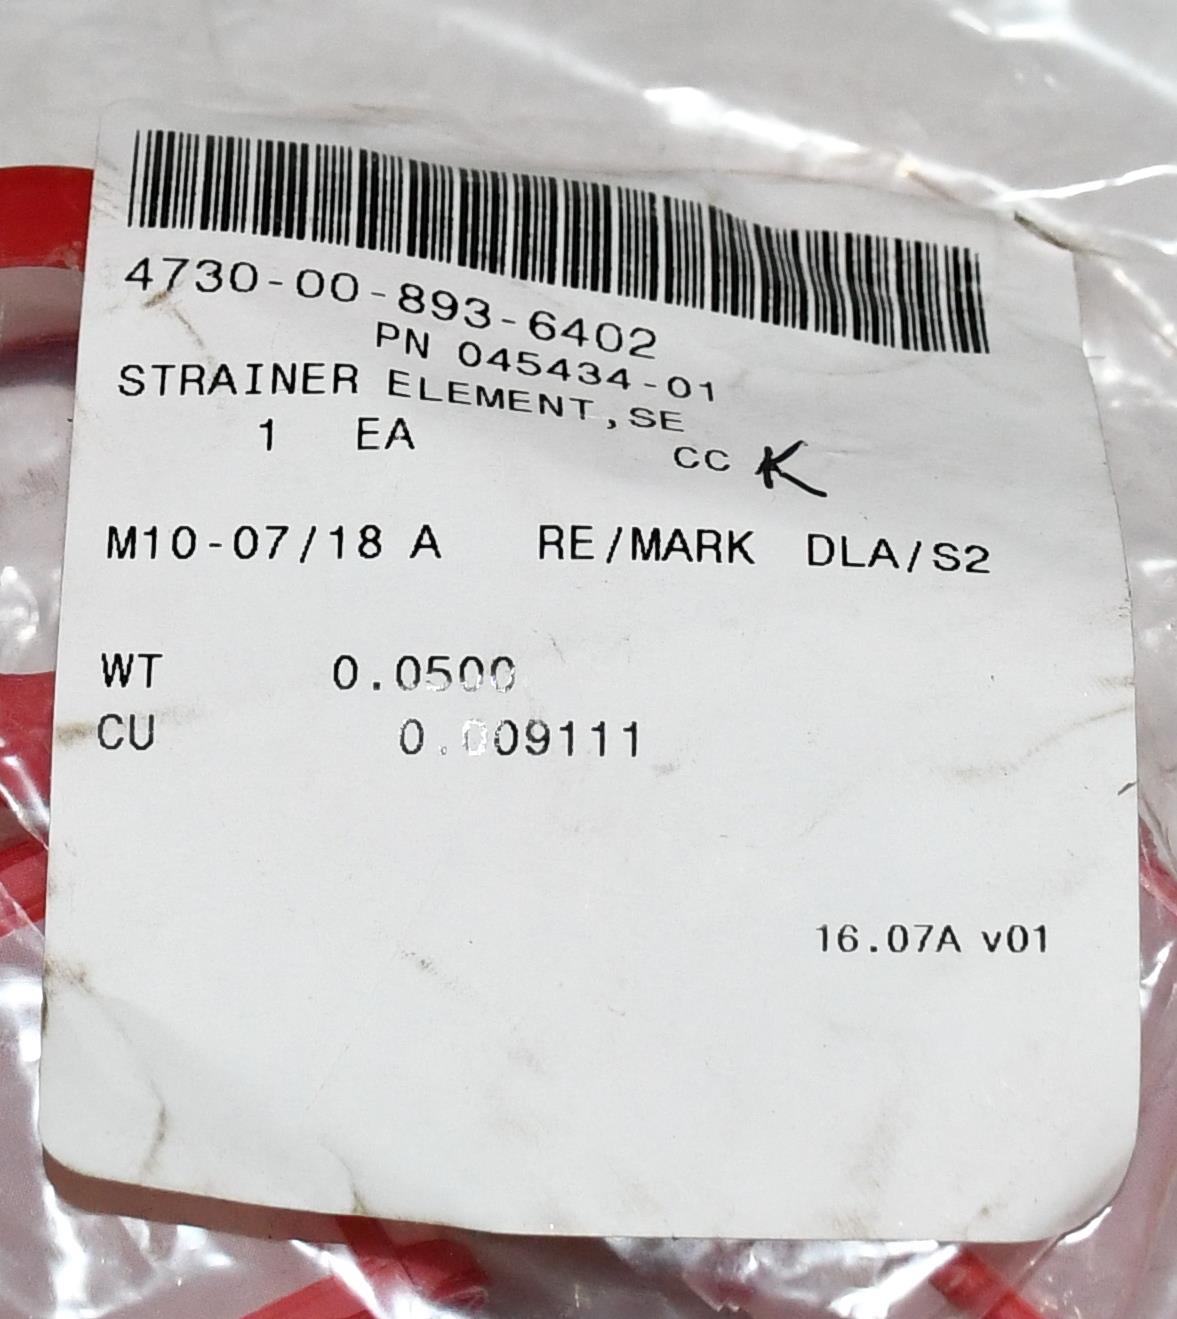 4730-00-893-6402
PN 045434-01
STRAINER ELEMENT,SE
1 EA
CC K
M10-07/18 A RE/MARK DLA/S2
WT 0.0500
CU 0.009111
16.07A v01